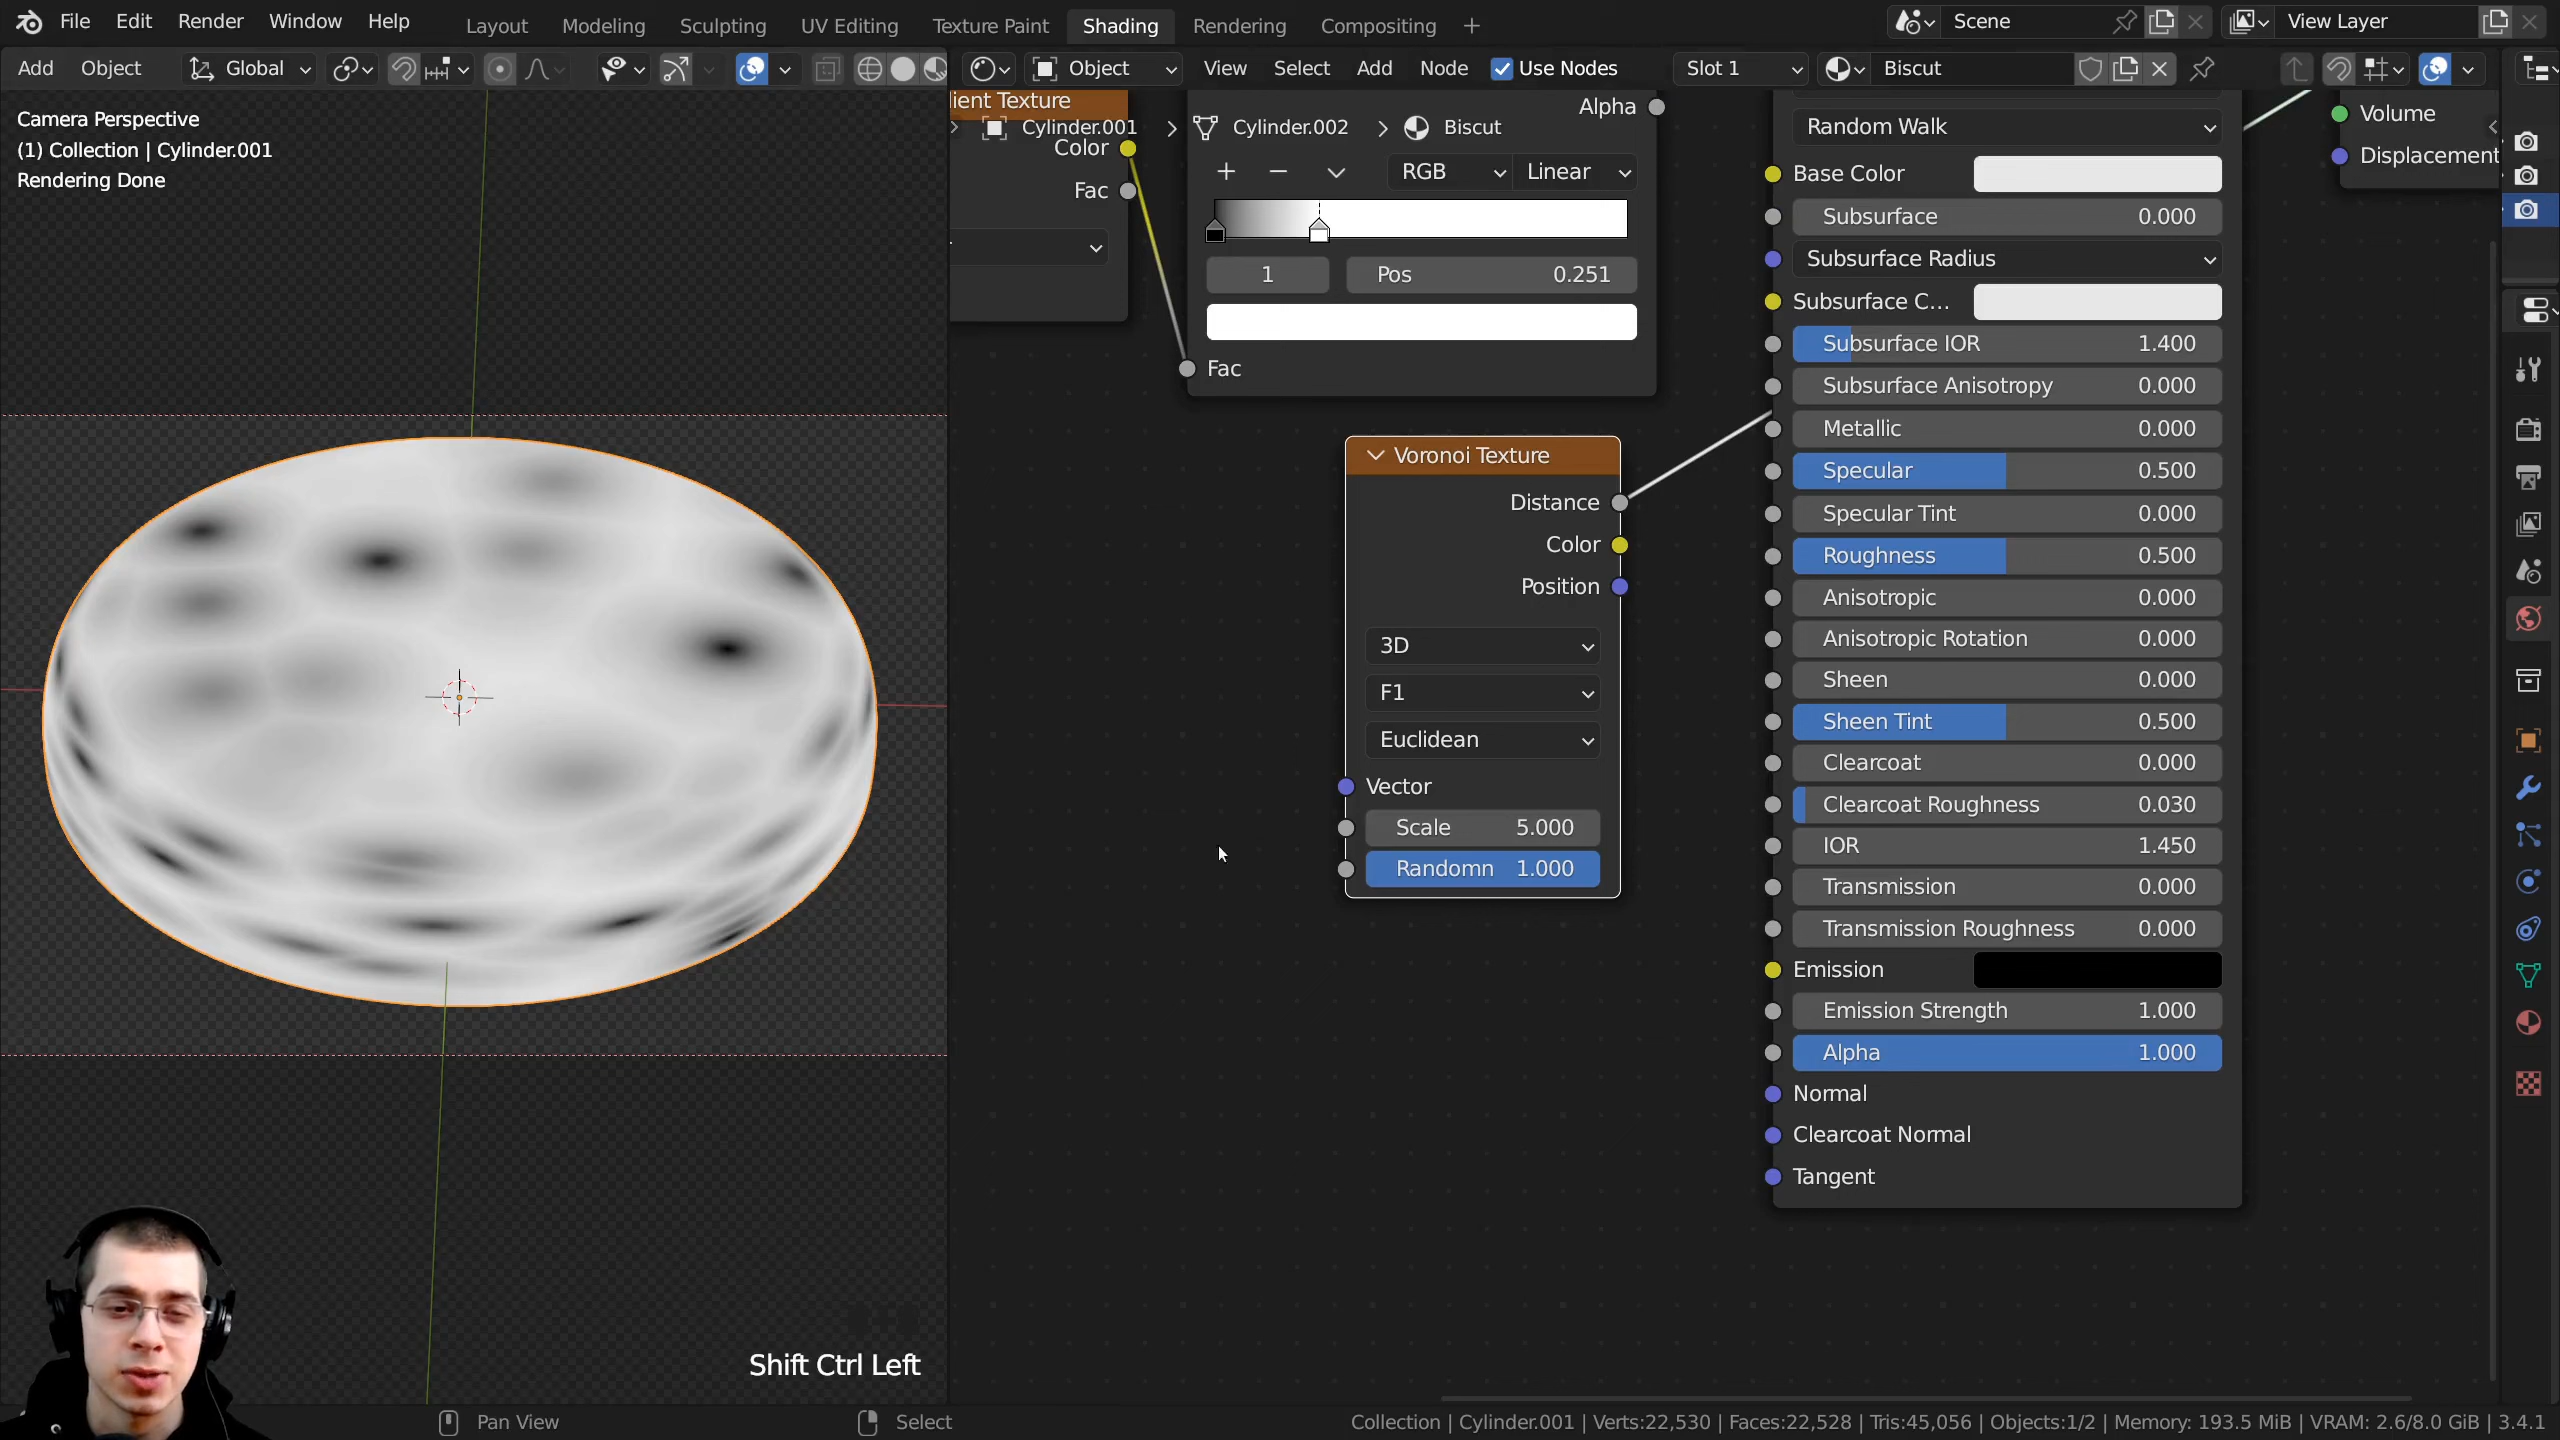 File Edit Render Window Help
Layout Modeling Sculpting UV Editing Texture Paint Shading Rendering Compositing +
Scene
View Layer
Add Object Global
Object View Select Add Node Use Nodes Slot 1 Biscut
Camera Perspective
(1) Collection | Cylinder.001
Rendering Done
lient Texture
Cylinder.001 > Cylinder.002 > Biscut
Color
Fac
Alpha
RGB Linear
1 Pos 0.251
Fac
Voronoi Texture
Distance
Color
Position
3D
F1
Euclidean
Vector
Scale 5.000
Randomn 1.000
Random Walk
Base Color
Subsurface 0.000
Subsurface Radius
Subsurface C...
Subsurface IOR 1.400
Subsurface Anisotropy 0.000
Metallic 0.000
Specular 0.500
Specular Tint 0.000
Roughness 0.500
Anisotropic 0.000
Anisotropic Rotation 0.000
Sheen 0.000
Sheen Tint 0.500
Clearcoat 0.000
Clearcoat Roughness 0.030
IOR 1.450
Transmission 0.000
Transmission Roughness 0.000
Emission
Emission Strength 1.000
Alpha 1.000
Normal
Clearcoat Normal
Tangent
Volume
Displacement
Shift Ctrl Left
Pan View
Select
Collection | Cylinder.001 | Verts:22,530 | Faces:22,528 | Tris:45,056 | Objects:1/2 | Memory: 193.5 MiB | VRAM: 2.6/8.0 GiB | 3.4.1